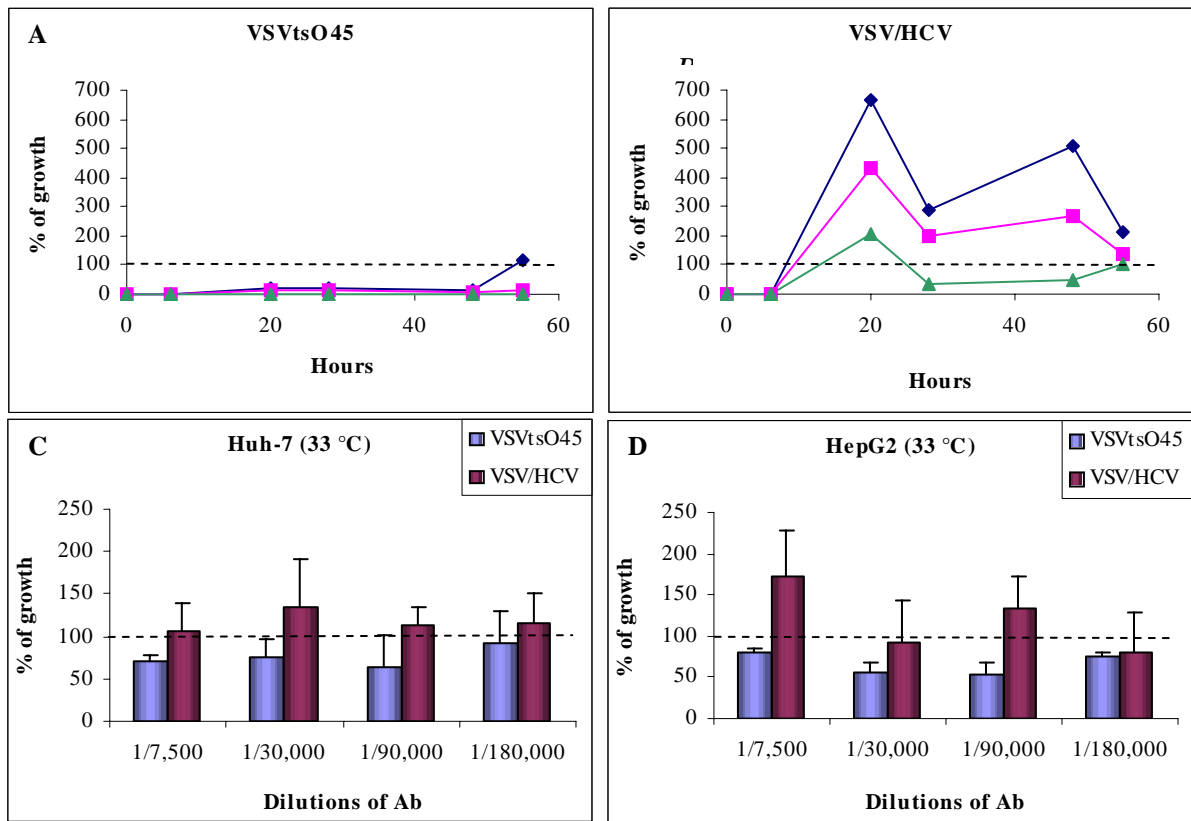 A
VSVtsO45
% of growth
700
600
500
400
300
200
100
0
0 20 40 60
Hours
VSV/HCV
% of growth
700
600
500
400
300
200
100
0
0 20 40 60
Hours
C
Huh-7 (33 °C)
VSVtsO45
VSV/HCV
% of growth
250
200
150
100
50
0
1/7,500 1/30,000 1/90,000 1/180,000
Dilutions of Ab
D
HepG2 (33 °C)
VSVtsO45
VSV/HCV
% of growth
250
200
150
100
50
0
1/7,500 1/30,000 1/90,000 1/180,000
Dilutions of Ab